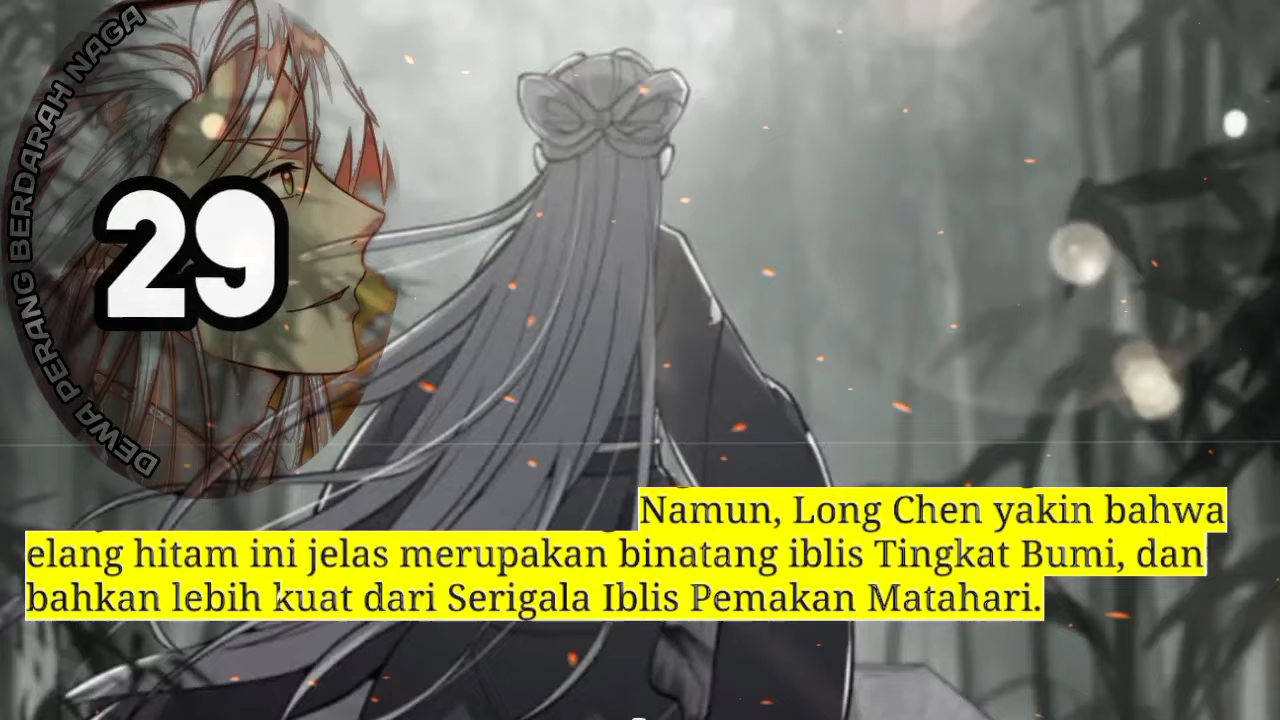 DEWA PERANG BERDARAH NAGA
29
Namun, Long Chen yakin bahwa
elang hitam ini jelas merupakan binatang iblis Tingkat Bumi, dan
bahkan lebih kuat dari Serigala Iblis Pemakan Matahari.